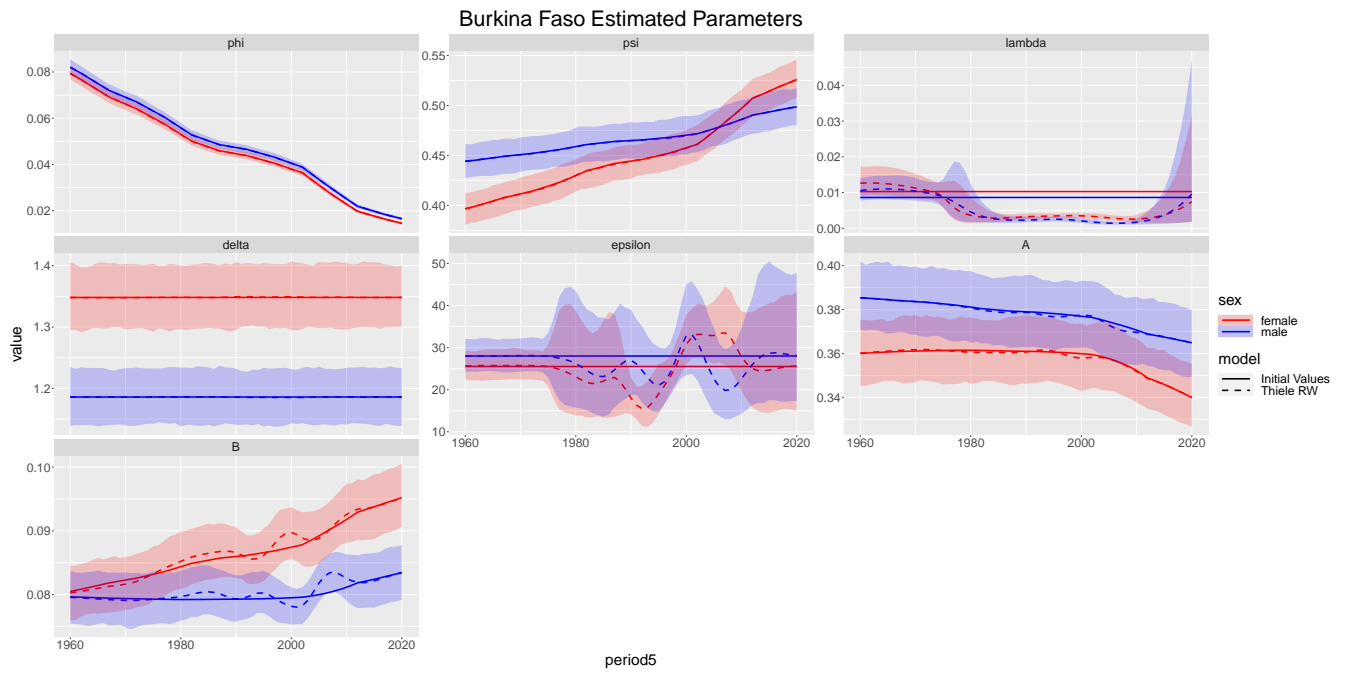 Burkina Faso Estimated Parameters
phi
psi
lambda
0.08
0.06
0.04
0.02
0.55
0.50
0.45
0.40
0.04
0.03
0.02
0.01
0.00
delta
epsilon
A
1.4
1.3
1.2
50
40
30
20
10
0.40
0.38
0.36
0.34
1960
1980
2000
2020
1960
1980
2000
2020
B
0.10
0.09
0.08
1960
1980
2000
2020
value
period5
sex
female
male
model
Initial Values
Thiele RW